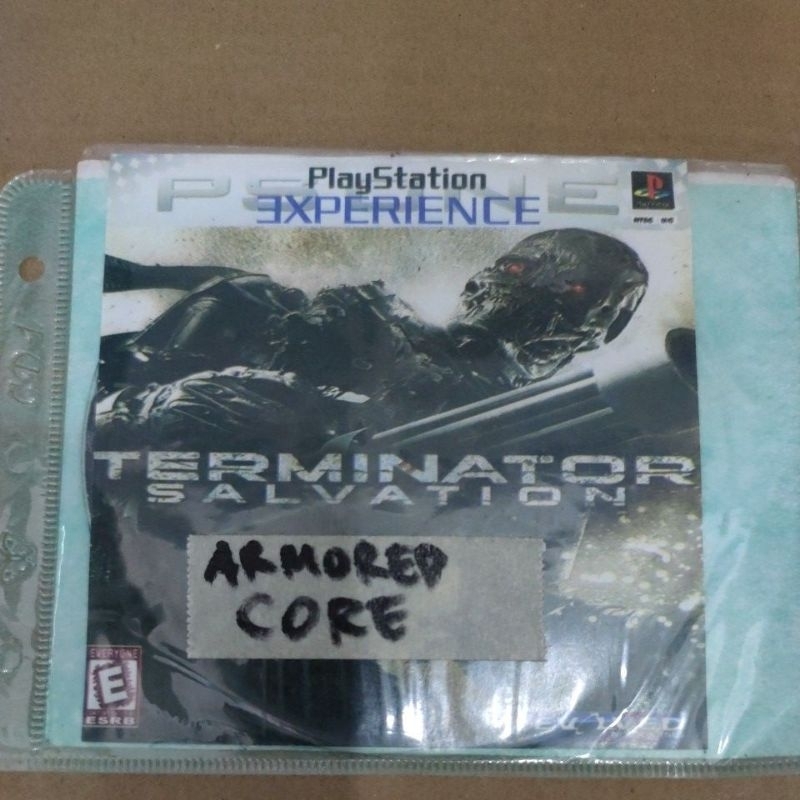 PlayStation
EXPERIENCE
TERMINATOR
SALVATION
ARMORED
CORE
EVERYONE
E
ESRB